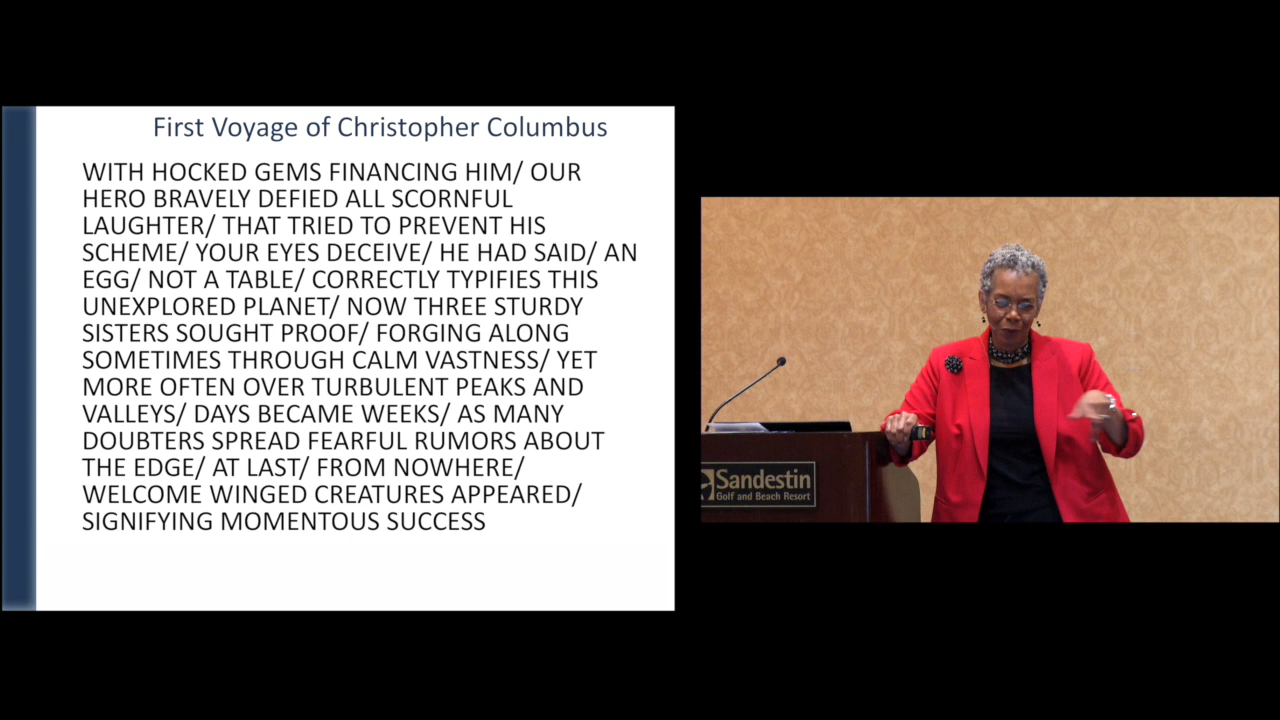 First Voyage of Christopher Columbus
WITH HOCKED GEMS FINANCING HIM/ OUR
HERO BRAVELY DEFIED ALL SCORNFUL
LAUGHTER/ THAT TRIED TO PREVENT HIS
SCHEME/ YOUR EYES DECEIVE/ HE HAD SAID/ AN
EGG/ NOT A TABLE/ CORRECTLY TYPIFIES THIS
UNEXPLORED PLANET/ NOW THREE STURDY
SISTERS SOUGHT PROOF/ FORGING ALONG
SOMETIMES THROUGH CALM VASTNESS/ YET
MORE OFTEN OVER TURBULENT PEAKS AND
VALLEYS/ DAYS BECAME WEEKS/ AS MANY
DOUBTERS SPREAD FEARFUL RUMORS ABOUT
THE EDGE/ AT LAST/ FROM NOWHERE/
WELCOME WINGED CREATURES APPEARED/
SIGNIFYING MOMENTOUS SUCCESS
Sandestin
Golf and Beach Resort